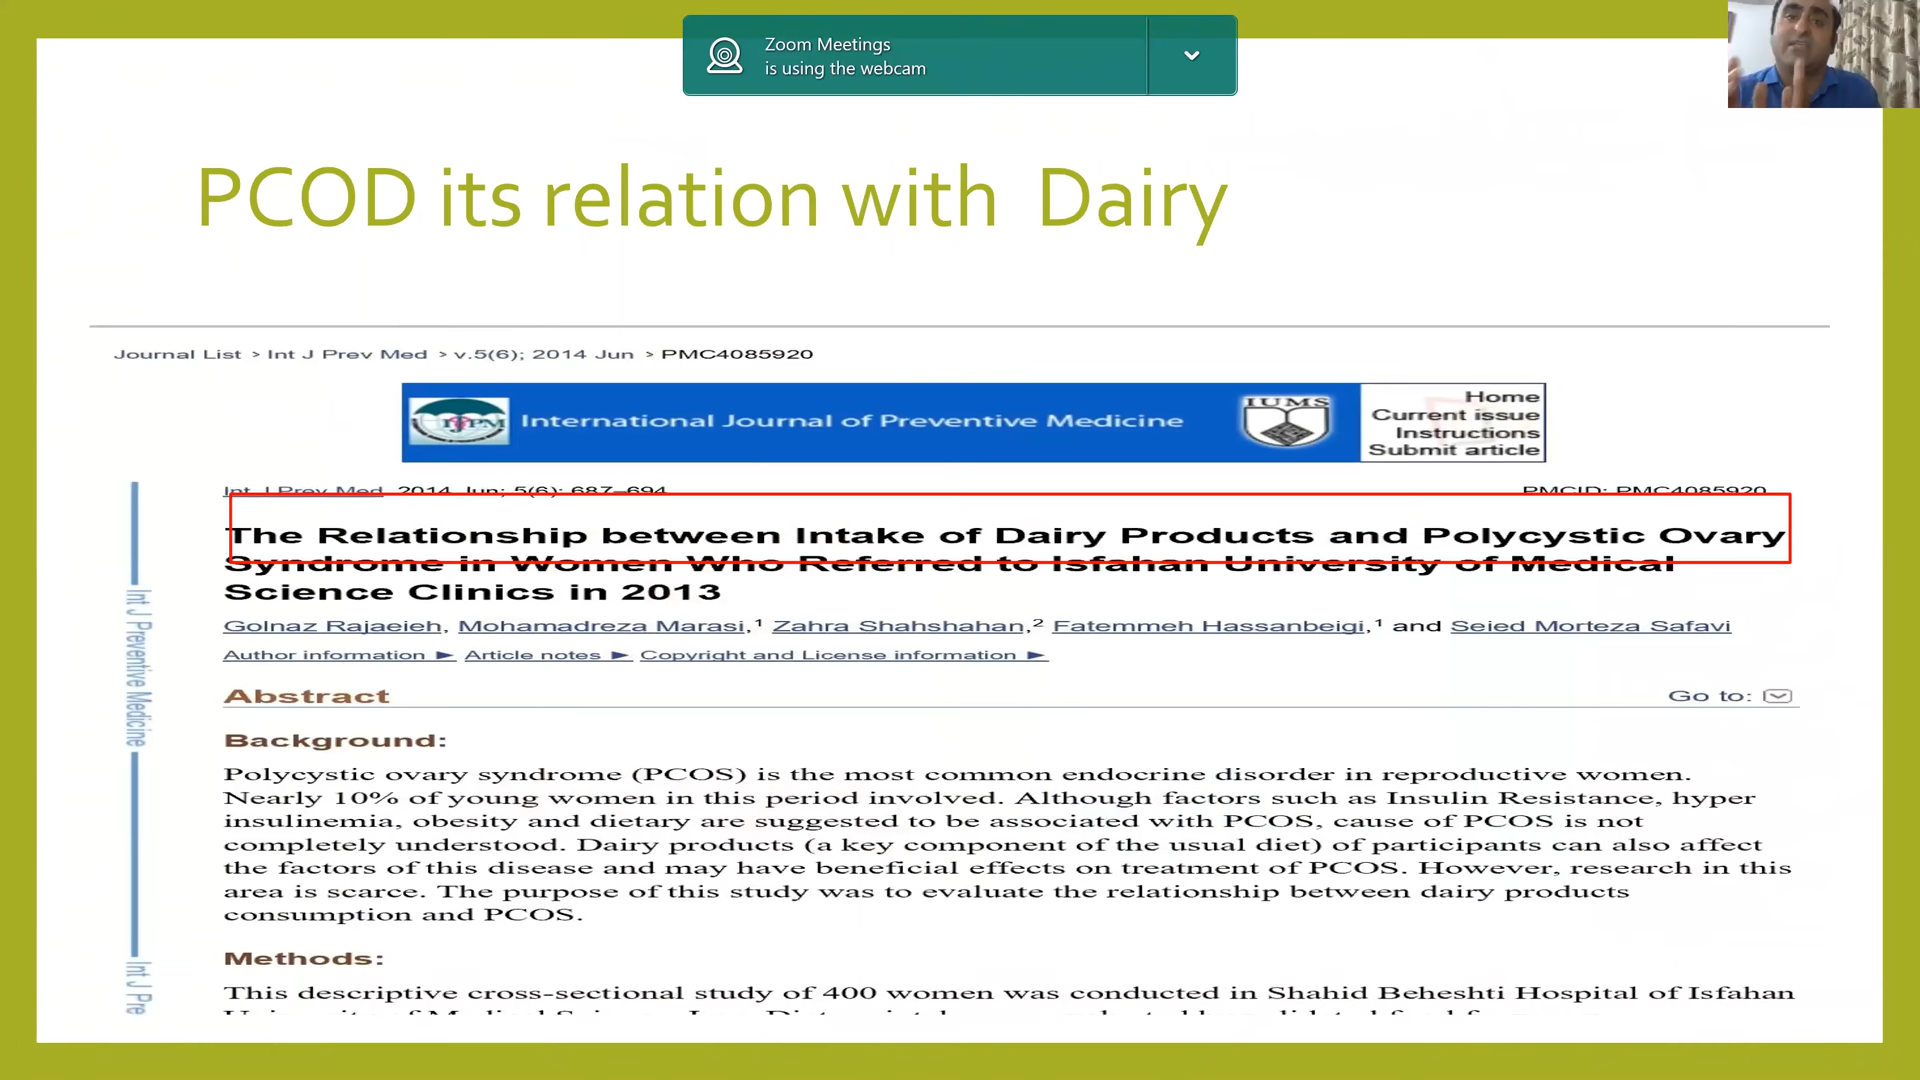 Zoom Meetings
is using the webcam
PCOD its relation with Dairy
Journal List > Int J Prev Med > v.5(6); 2014 Jun > PMC4085920
IJPM
International Journal of Preventive Medicine
IUMS
Home
Current issue
Instructions
Submit article
Int J Prev Med. 2014 Jun; 5(6): 687–694.
PMCID: PMC4085920
The Relationship between Intake of Dairy Products and Polycystic Ovary
Syndrome in Women Who Referred to Isfahan University of Medical
Science Clinics in 2013
Golnaz Rajaeieh, Mohamadreza Marasi,1 Zahra Shahshahan,2 Fatemmeh Hassanbeigi,1 and Seied Morteza Safavi
Author information ► Article notes ► Copyright and License information ►
Abstract
Go to:
Background:
Polycystic ovary syndrome (PCOS) is the most common endocrine disorder in reproductive women.
Nearly 10% of young women in this period involved. Although factors such as Insulin Resistance, hyper
insulinemia, obesity and dietary are suggested to be associated with PCOS, cause of PCOS is not
completely understood. Dairy products (a key component of the usual diet) of participants can also affect
the factors of this disease and may have beneficial effects on treatment of PCOS. However, research in this
area is scarce. The purpose of this study was to evaluate the relationship between dairy products
consumption and PCOS.
Methods:
This descriptive cross-sectional study of 400 women was conducted in Shahid Beheshti Hospital of Isfahan
Int J Preventive Medicine
Int J Pre